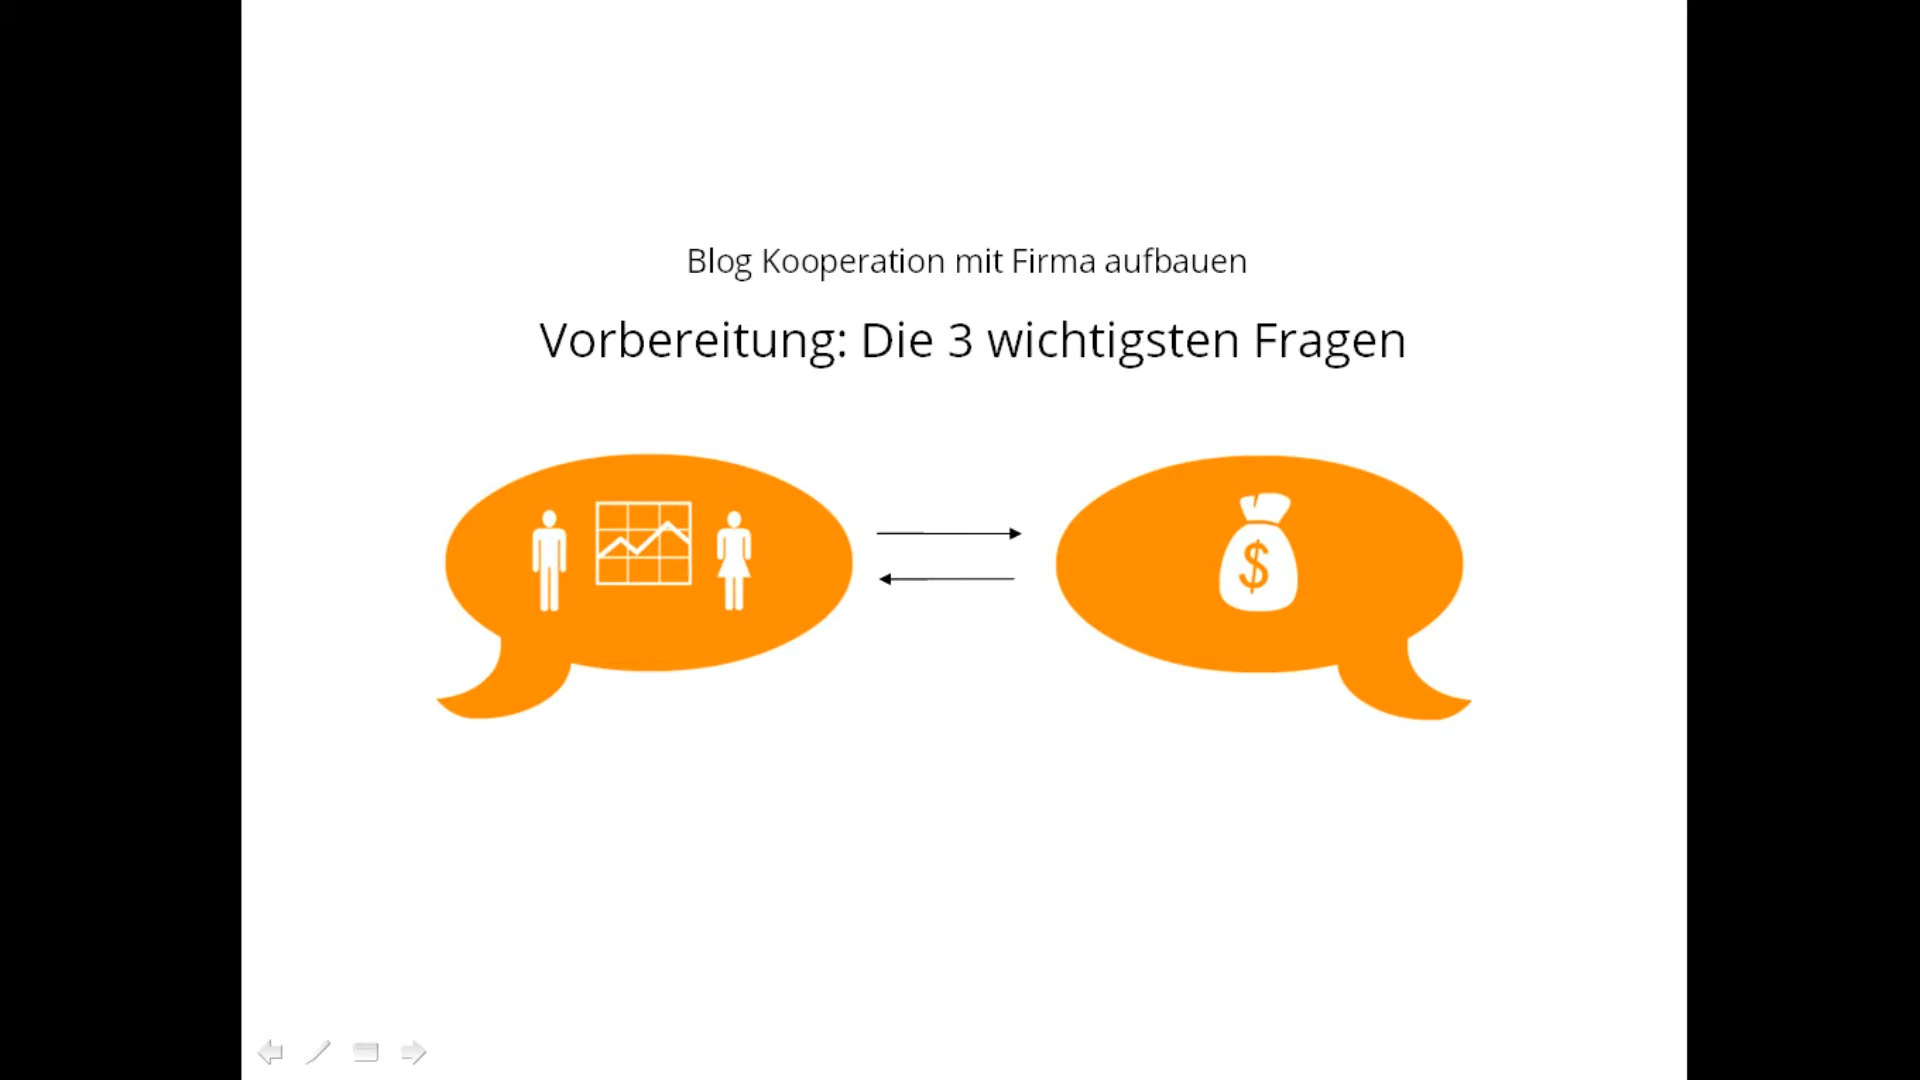 Blog Kooperation mit Firma aufbauen
Vorbereitung: Die 3 wichtigsten Fragen
$